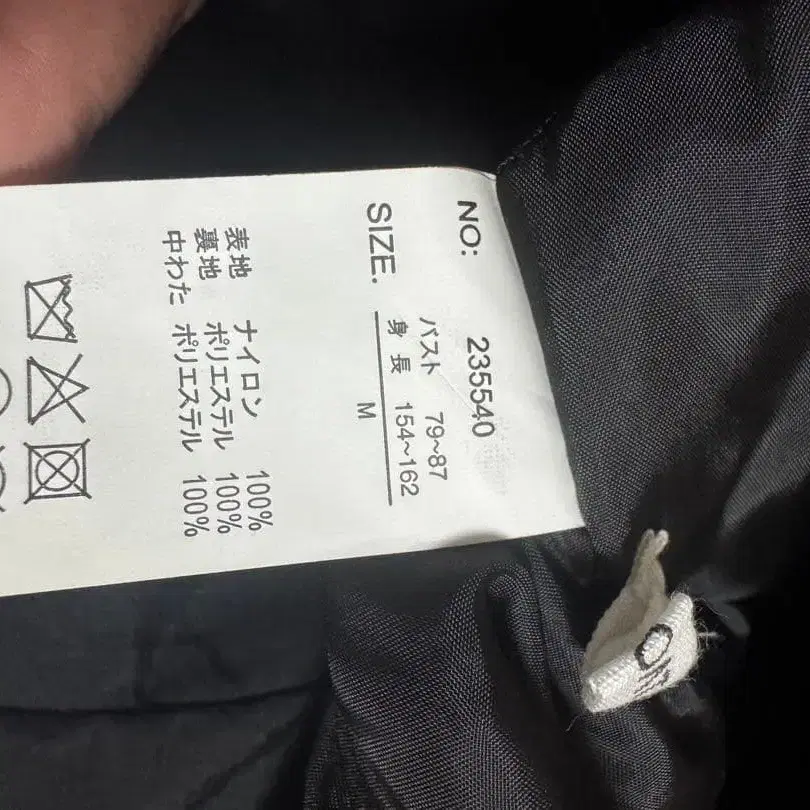 NO: 235540
SIZE. バスト 79~87
身長 154~162
M
表地 ナイロン 100%
裏地 ポリエステル 100%
中わた ポリエステル 100%